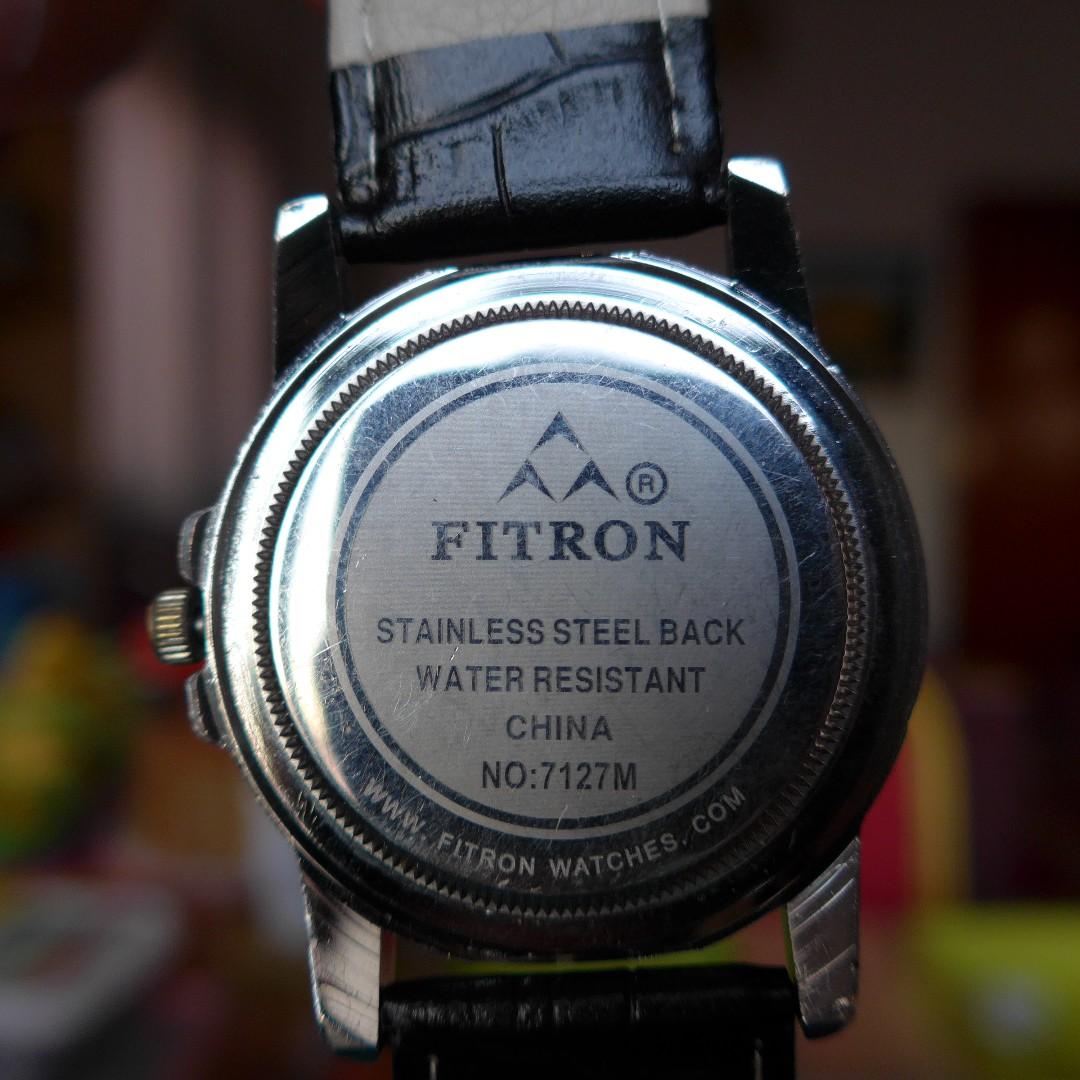 ®
FITRON
STAINLESS STEEL BACK
WATER RESISTANT
CHINA
NO:7127M
WWW. FITRON WATCHES. COM